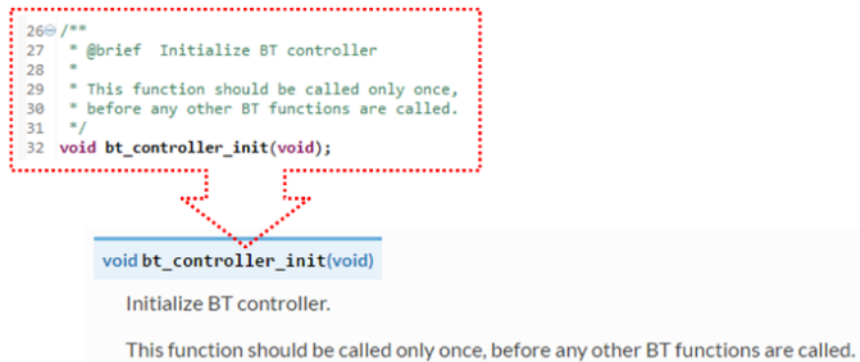 26 /**
27  * @brief  Initialize BT controller
28  *
29  * This function should be called only once,
30  * before any other BT functions are called.
31  */
32  void bt_controller_init(void);
void bt_controller_init(void)
Initialize BT controller.
This function should be called only once, before any other BT functions are called.